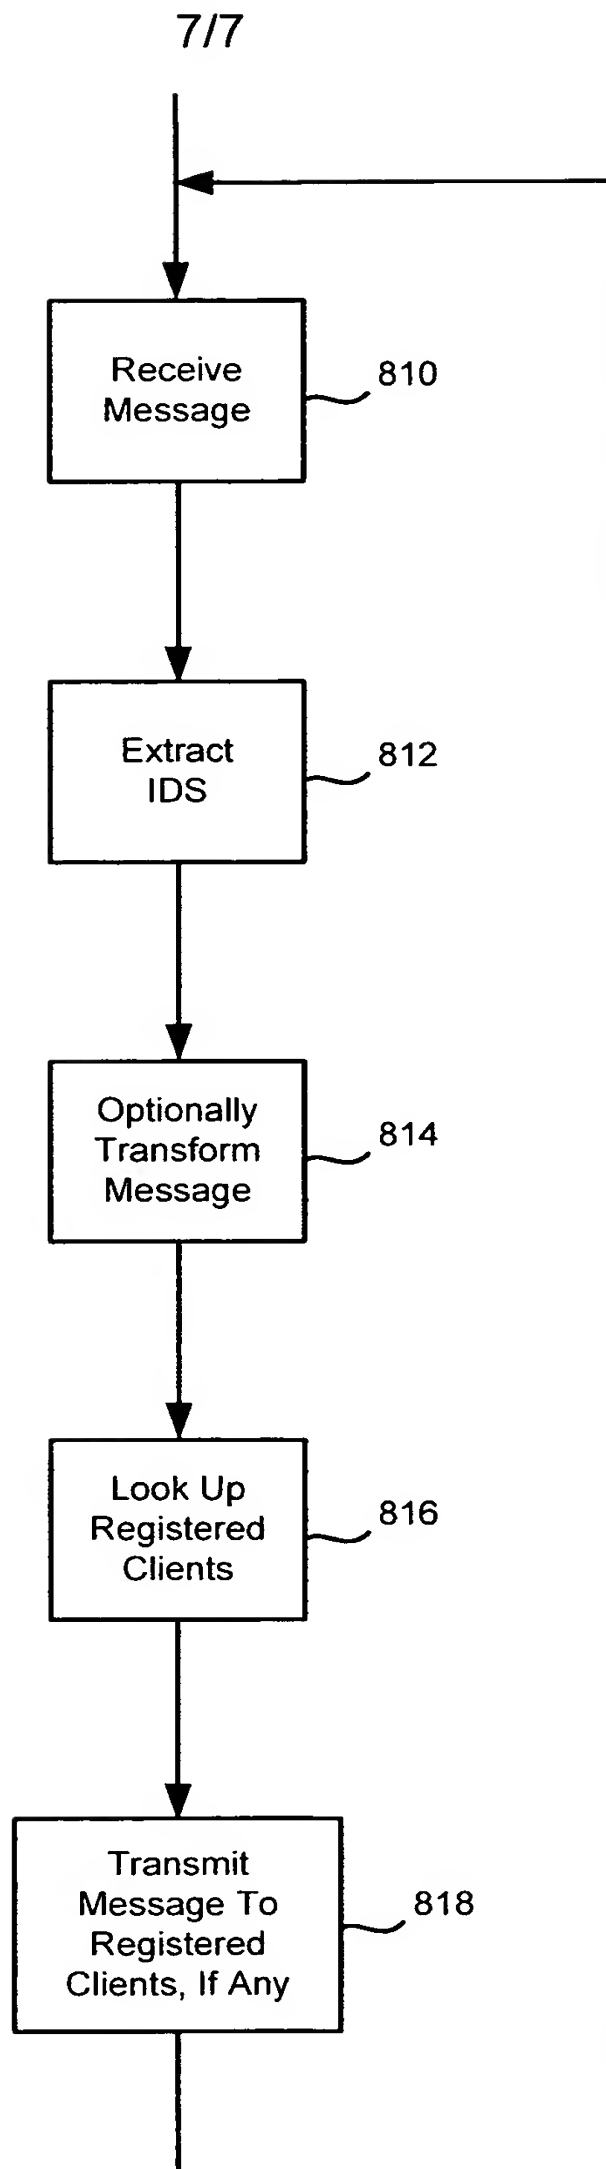 7/7
Receive
Message
810
Extract
IDS
812
Optionally
Transform
Message
814
Look Up
Registered
Clients
816
Transmit
Message To
Registered
Clients, If Any
818